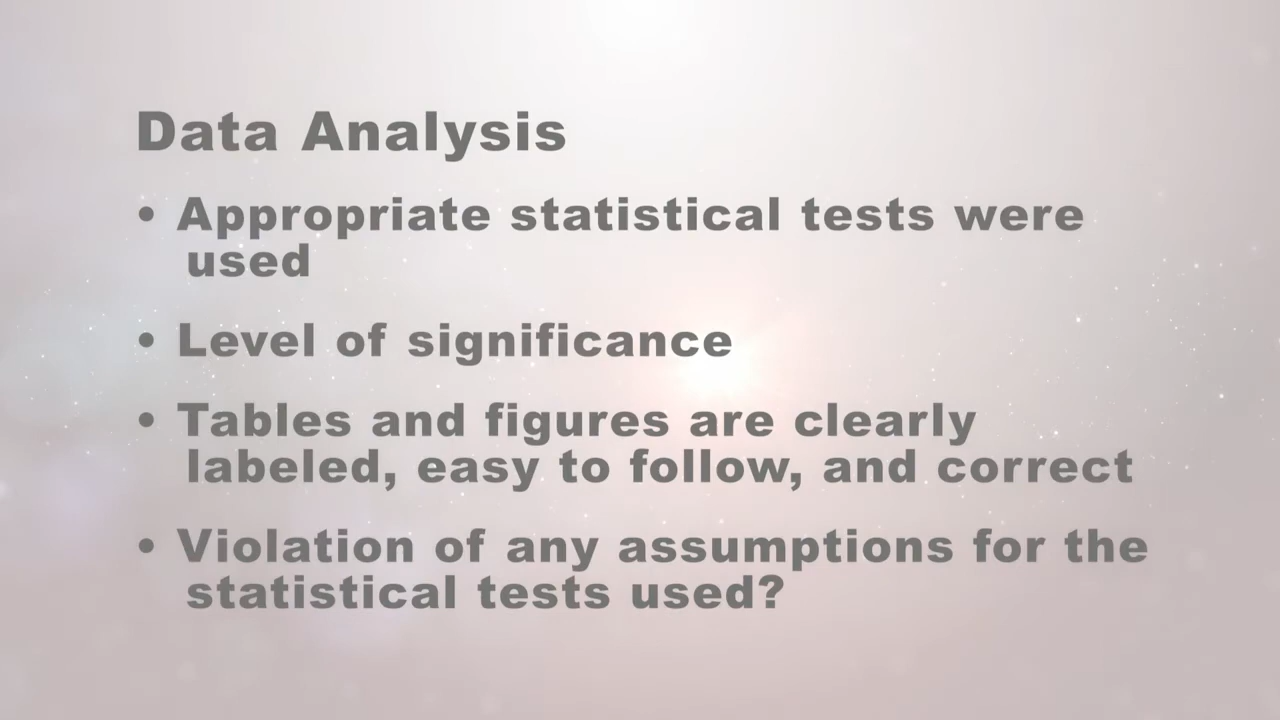 Data Analysis
• Appropriate statistical tests were
used
• Level of significance
• Tables and figures are clearly
labeled, easy to follow, and correct
• Violation of any assumptions for the
statistical tests used?